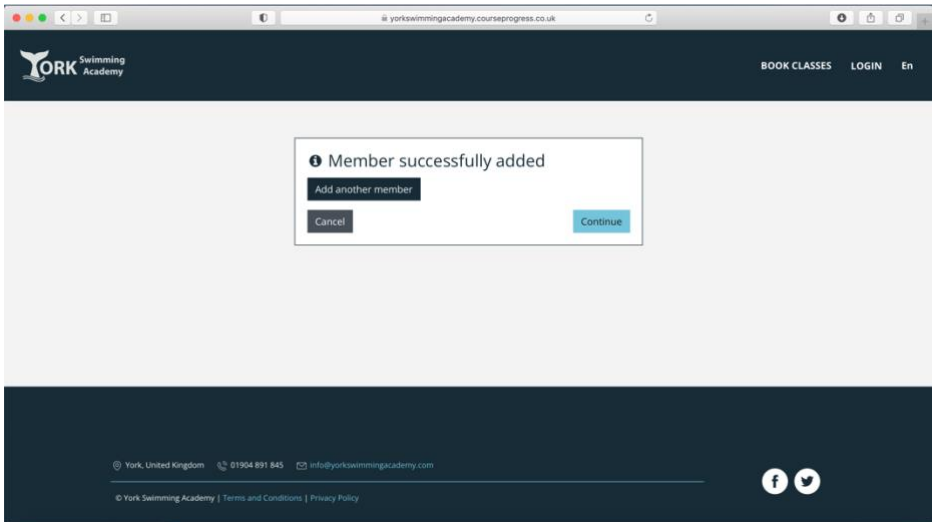 yorkswimmingacademy.courseprogress.co.uk
YORK Swimming
Academy
BOOK CLASSES LOGIN En
Member successfully added
Add another member
Cancel Continue
York, United Kingdom 01904 891 845 info@yorkswimmingacademy.com
© York Swimming Academy | Terms and Conditions | Privacy Policy